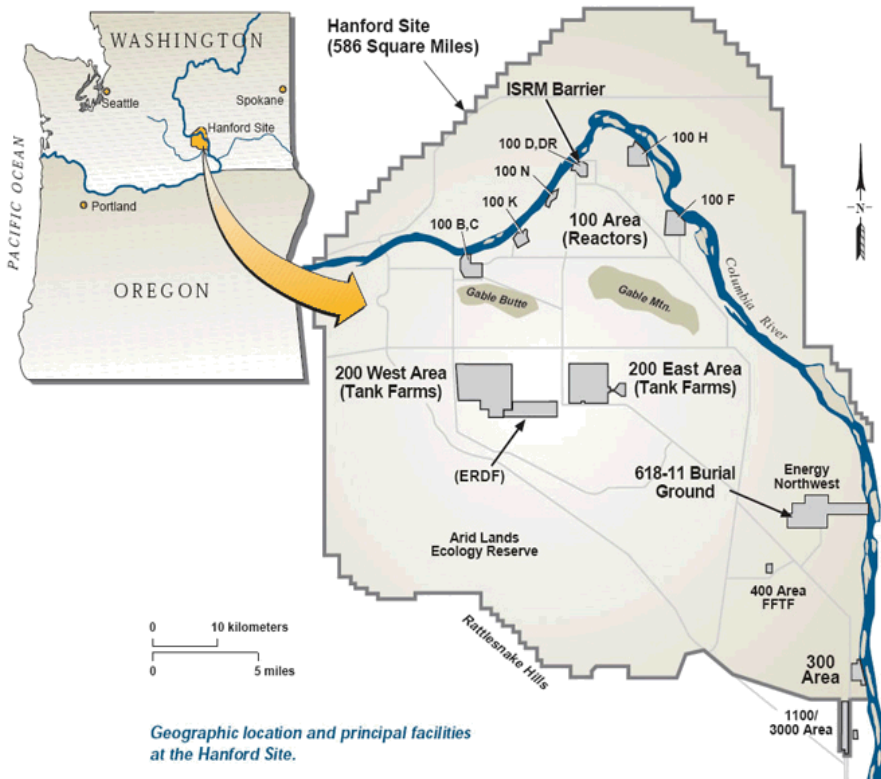 WASHINGTON
Seattle
Spokane
Hanford Site
PACIFIC OCEAN
Portland
OREGON
Hanford Site
(586 Square Miles)
ISRM Barrier
100 D,DR
100 H
100 N
100 K
100 F
100 B,C
100 Area
(Reactors)
N
Gable Butte
Gable Mtn.
Columbia River
200 West Area
(Tank Farms)
200 East Area
(Tank Farms)
(ERDF)
618-11 Burial
Ground
Energy
Northwest
Arid Lands
Ecology Reserve
400 Area
FFTF
Rattlesnake Hills
0 10 kilometers
0 5 miles
300
Area
1100/
3000 Area
Geographic location and principal facilities
at the Hanford Site.